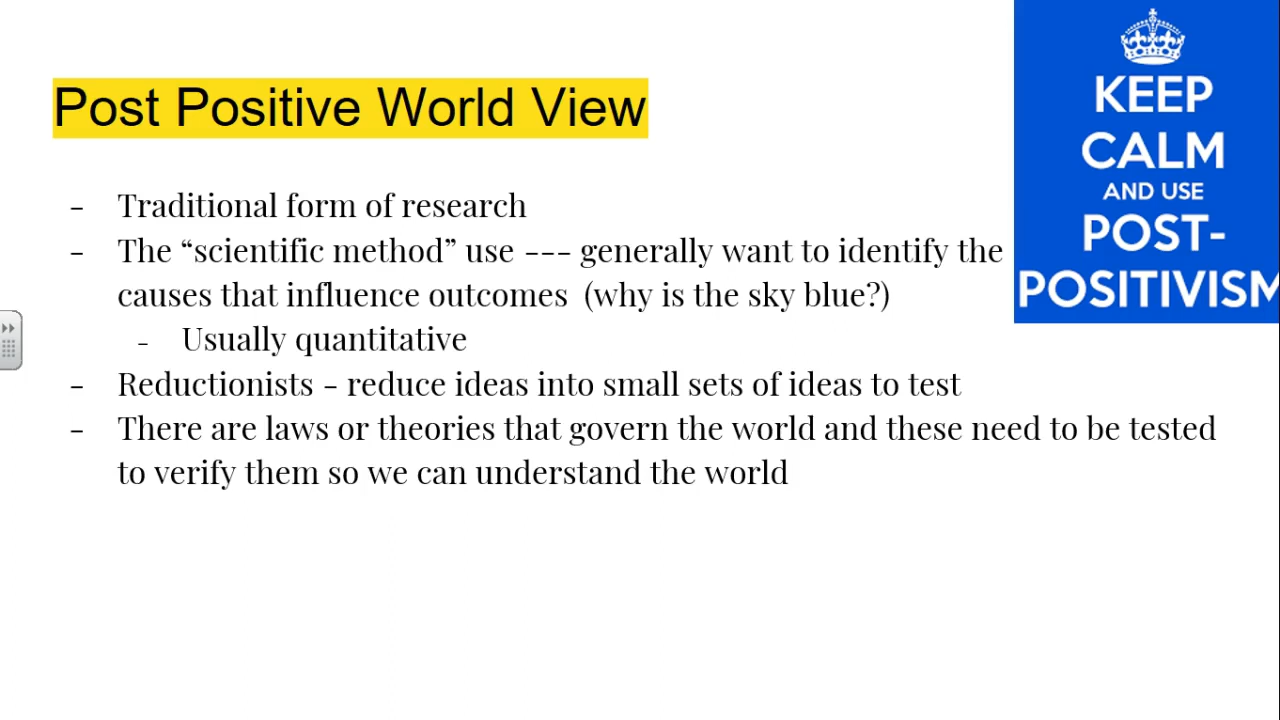 Post Positive World View
- Traditional form of research
- The “scientific method” use --- generally want to identify the
causes that influence outcomes (why is the sky blue?)
- Usually quantitative
- Reductionists - reduce ideas into small sets of ideas to test
- There are laws or theories that govern the world and these need to be tested
to verify them so we can understand the world
KEEP
CALM
AND USE
POST-
POSITIVISM